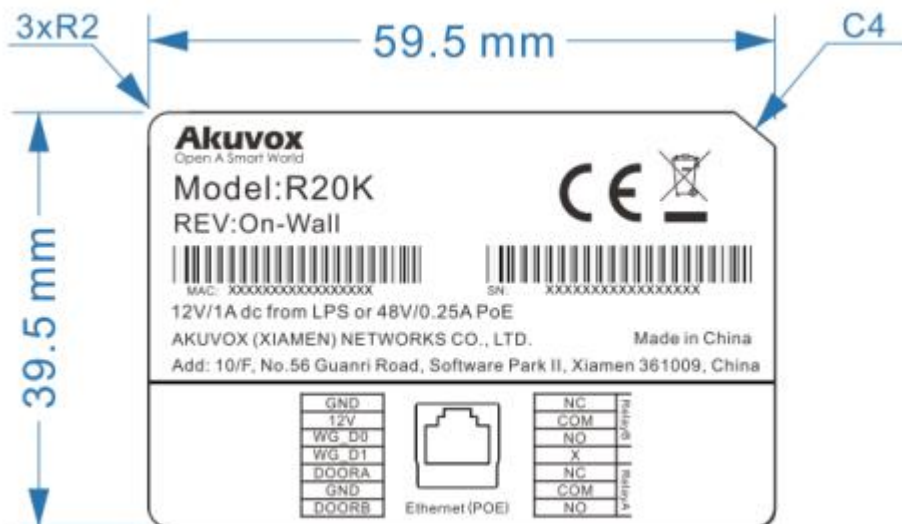 3xR2
59.5 mm
C4
39.5 mm
Akuvox
Open A Smart World
Model:R20K
REV:On-Wall
CE
MAC: XXXXXXXXXXXXXXXXX
SN: XXXXXXXXXXXXXXXXX
12V/1A dc from LPS or 48V/0.25A PoE
AKUVOX (XIAMEN) NETWORKS CO., LTD. Made in China
Add: 10/F, No.56 Guanri Road, Software Park II, Xiamen 361009, China
GND
12V
WG_D0
WG_D1
DOORA
GND
DOORB
Ethernet (POE)
NC
COM
NO
X
NC
COM
NO
RelayB
RelayA